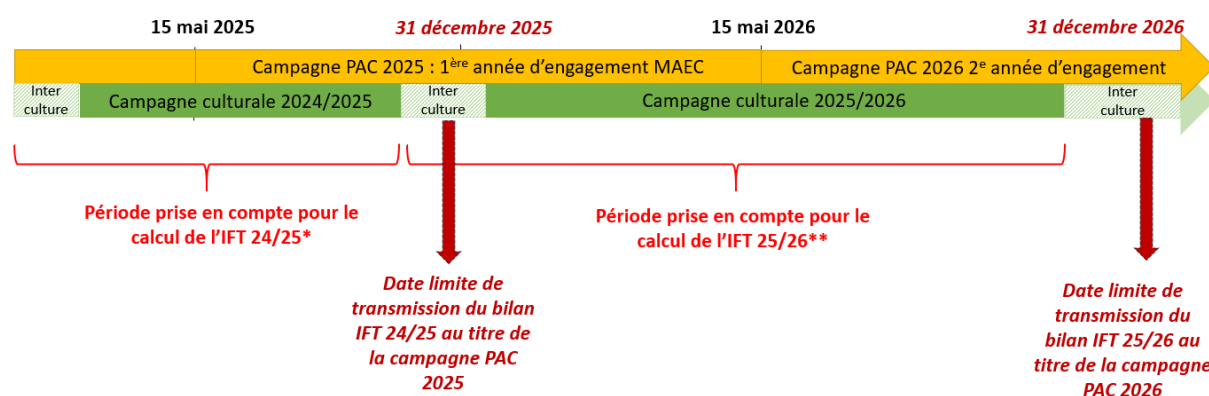 15 mai 2025
31 décembre 2025
15 mai 2026
31 décembre 2026
Campagne PAC 2025 : 1ère année d’engagement MAEC
Campagne PAC 2026 2e année d’engagement
Inter
culture
Campagne culturale 2024/2025
Inter
culture
Campagne culturale 2025/2026
Inter
culture
Période prise en compte pour le
calcul de l’IFT 24/25*
Période prise en compte pour le
calcul de l’IFT 25/26**
Date limite de
transmission du bilan
IFT 24/25 au titre de
la campagne PAC
2025
Date limite de
transmission du
bilan IFT 25/26 au
titre de la campagne
PAC 2026